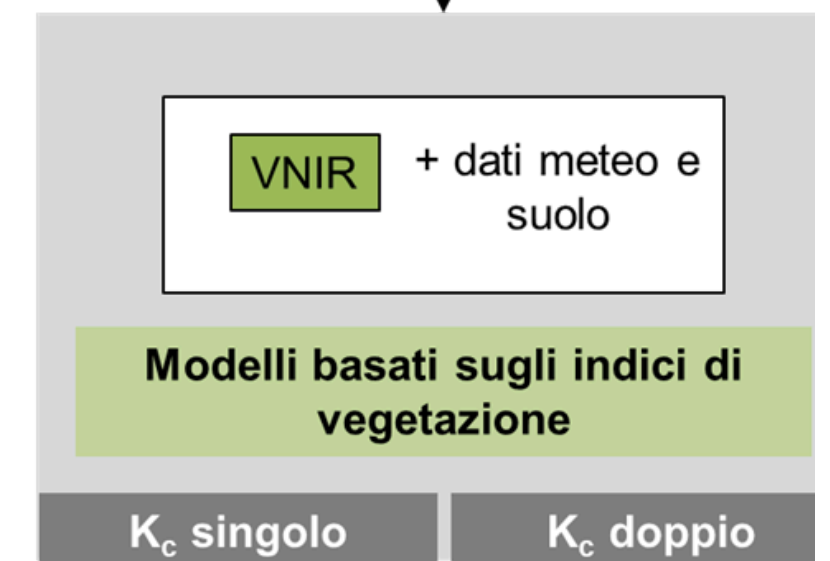 VNIR + dati meteo e
suolo
Modelli basati sugli indici di
vegetazione
Kc singolo Kc doppio